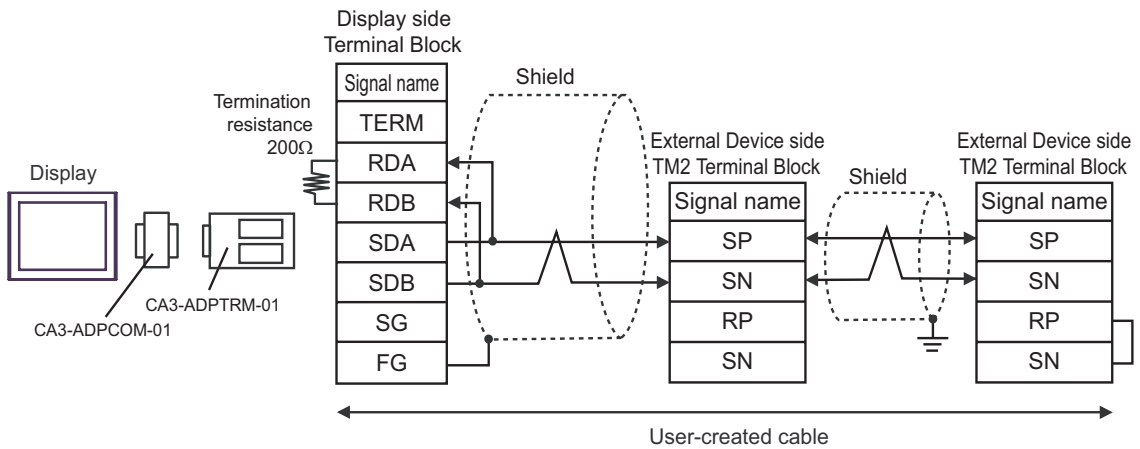 Display side
Terminal Block
Signal name
TERM
RDA
RDB
SDA
SDB
SG
FG
Termination
resistance
200Ω
Shield
Display
CA3-ADPCOM-01
CA3-ADPTRM-01
External Device side
TM2 Terminal Block
Signal name
SP
SN
RP
SN
Shield
External Device side
TM2 Terminal Block
Signal name
SP
SN
RP
SN
User-created cable